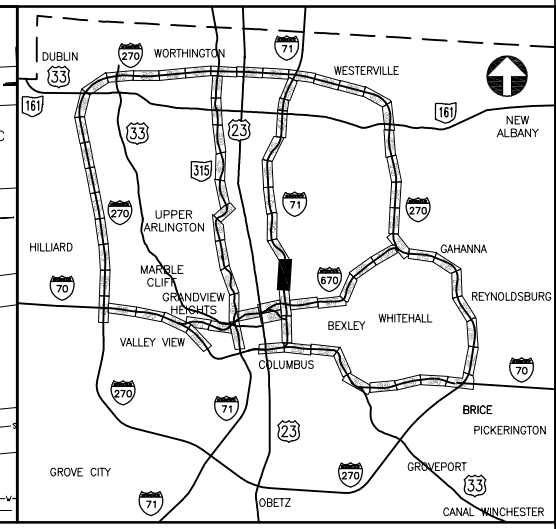 DUBLIN
33
270
WORTHINGTON
71
WESTERVILLE
161
33
23
161
NEW
ALBANY
315
270
UPPER
ARLINGTON
71
270
HILLIARD
70
MARBLE
CLIFF
GRANDVIEW
HEIGHTS
670
GAHANNA
REYNOLDSBURG
BEXLEY
WHITEHALL
VALLEY VIEW
COLUMBUS
70
270
71
23
BRICE
PICKERINGTON
GROVE CITY
270
GROVEPORT
33
71
OBETZ
CANAL WINCHESTER